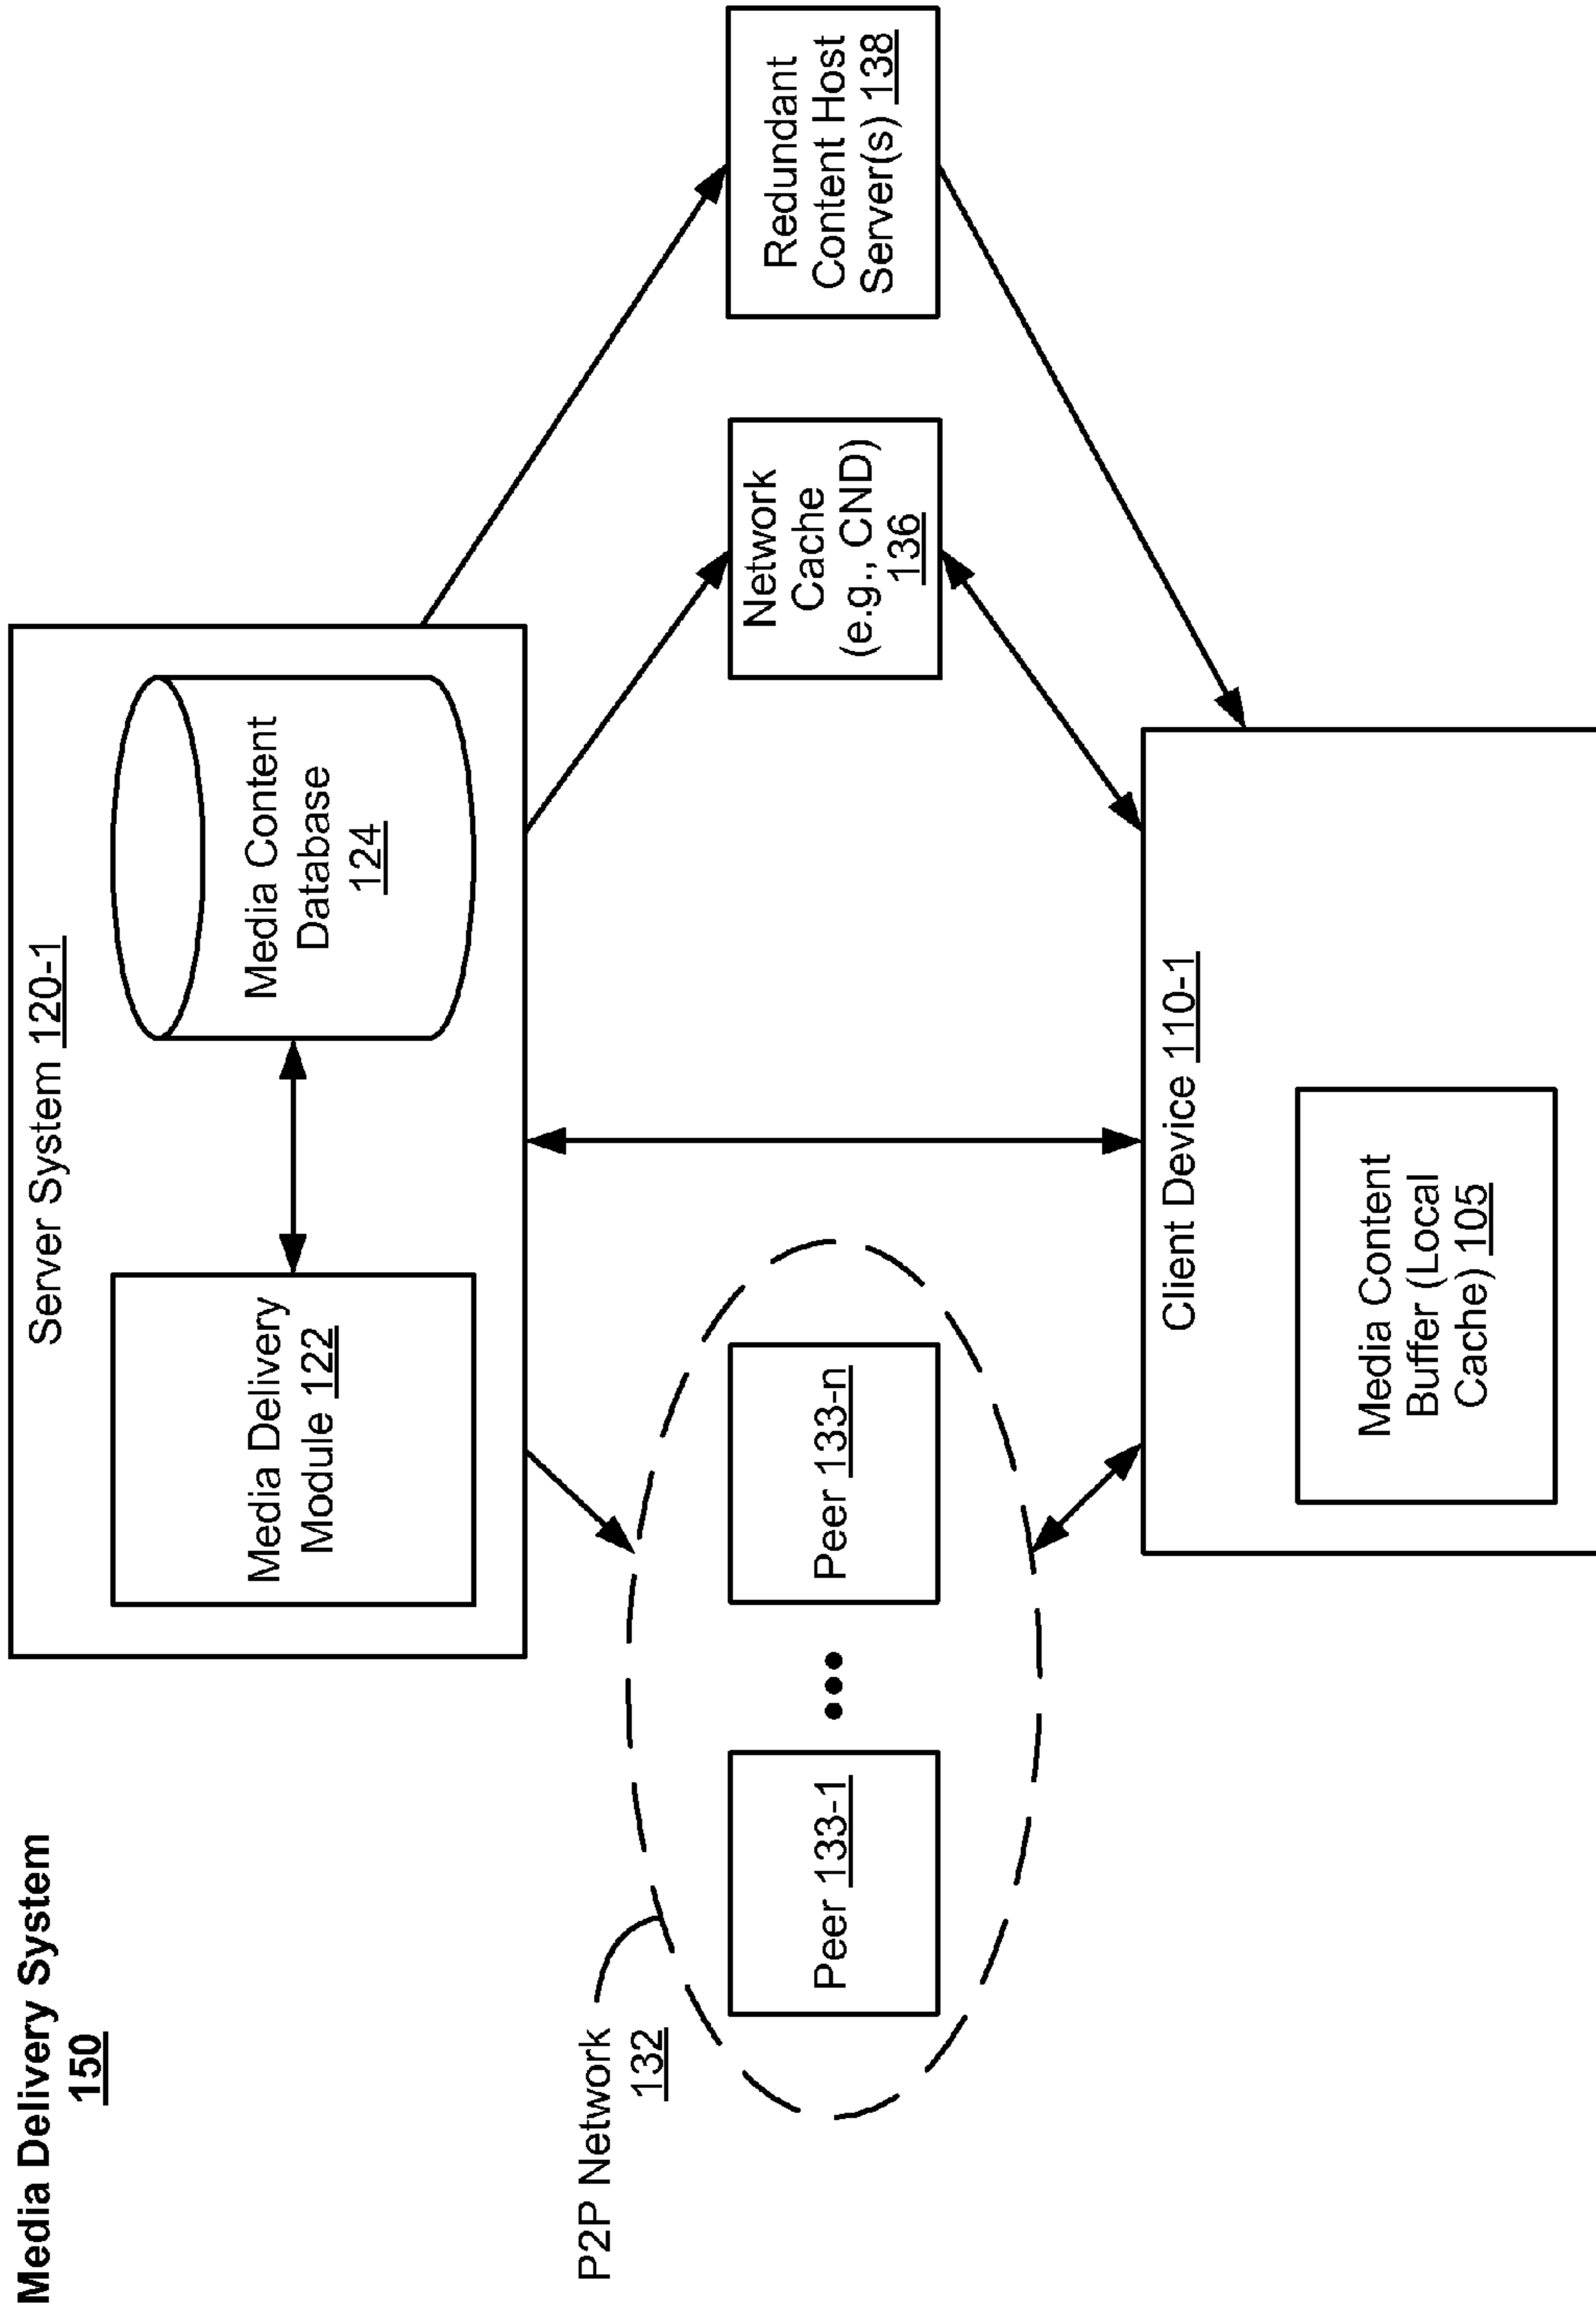 Media Delivery System
150
Server System 120-1
Media Delivery
Module 122
Media Content
Database
124
P2P Network
132
Peer 133-1
Peer 133-n
Network
Cache
(e.g., CND)
136
Redundant
Content Host
Server(s) 138
Client Device 110-1
Media Content
Buffer (Local
Cache) 105